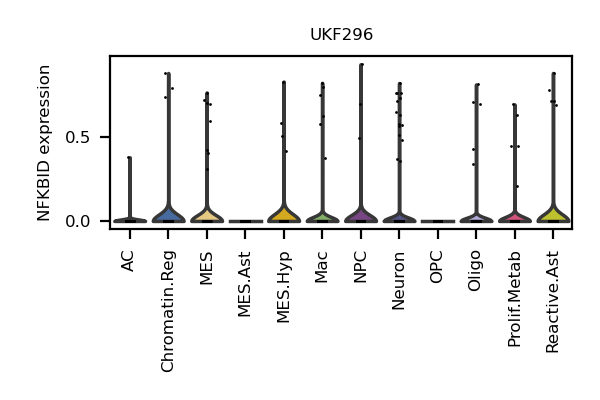 UKF296
NFKBID expression
0.5
0.0
AC
Chromatin.Reg
MES
MES.Ast
MES.Hyp
Mac
NPC
Neuron
OPC
Oligo
Prolif.Metab
Reactive.Ast